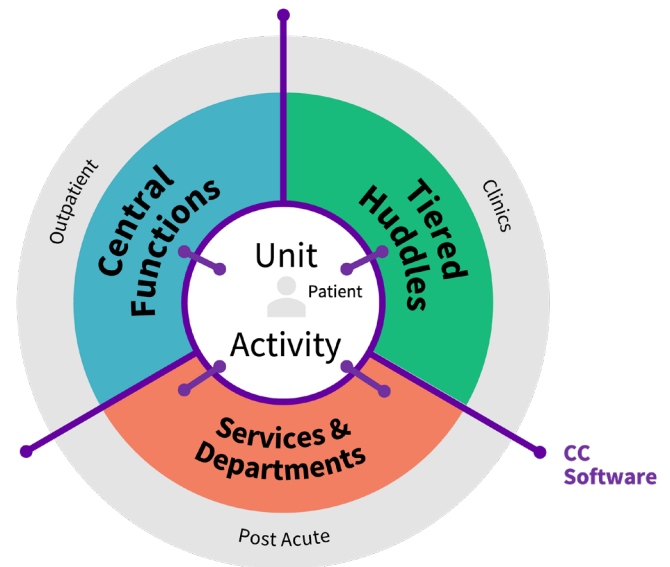 Outpatient
Central
Functions
Tiered
Huddles
Clinics
Unit
Patient
Activity
Services &
Departments
Post Acute
CC
Software